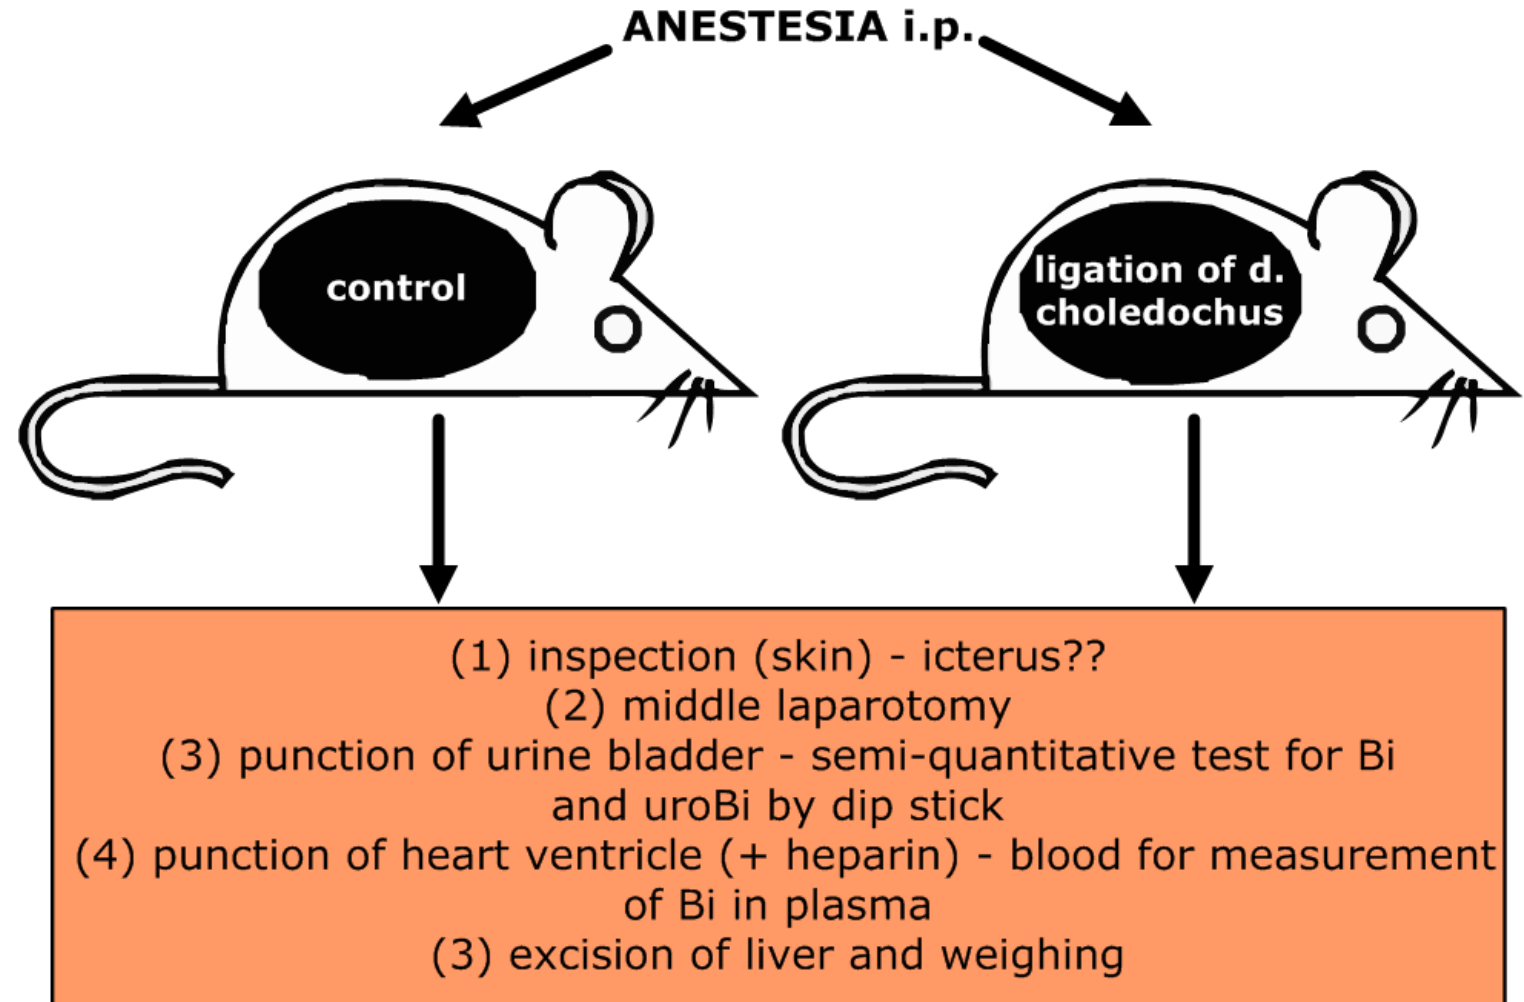 ANESTESIA i.p.
control
ligation of d.
choledochus
(1) inspection (skin) - icterus??
(2) middle laparotomy
(3) punction of urine bladder - semi-quantitative test for Bi
and uroBi by dip stick
(4) punction of heart ventricle (+ heparin) - blood for measurement
of Bi in plasma
(3) excision of liver and weighing